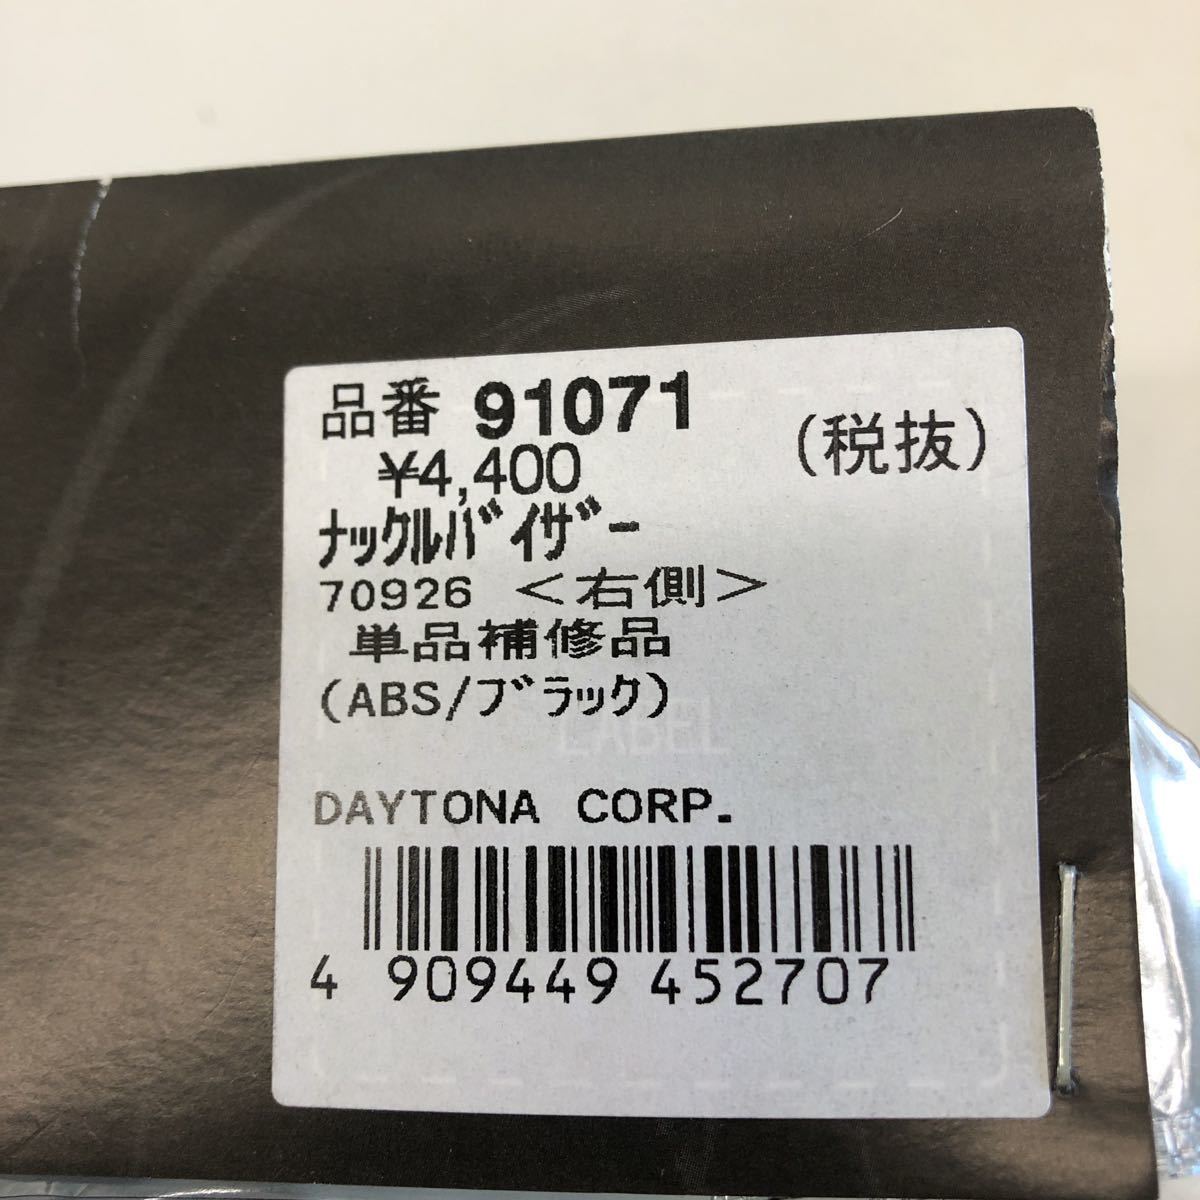 品番 91071
¥4,400 (税抜)
ﾅｯｸﾙﾊﾞｲｻﾞｰ
70926 ＜右側＞
単品補修品
(ABS/ﾌﾞﾗｯｸ)
LABEL
DAYTONA CORP.
4 909449 452707